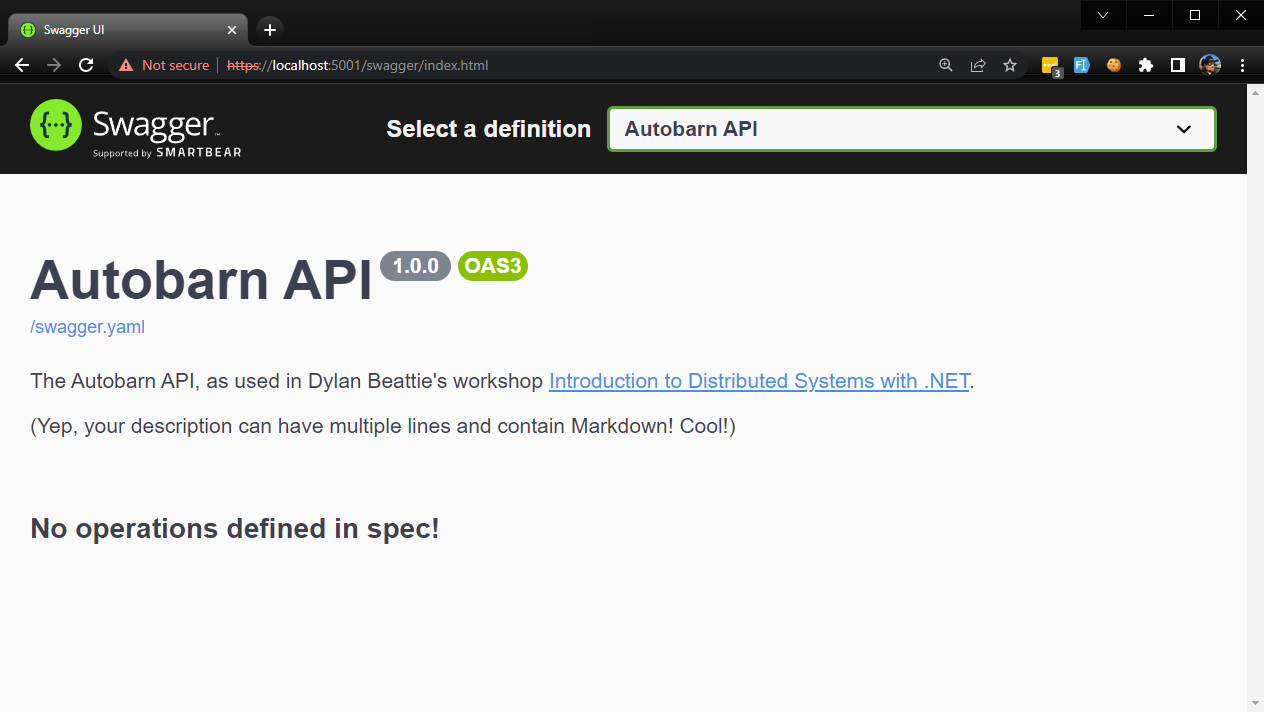 Swagger UI
Not secure https://localhost:5001/swagger/index.html
3
Swagger™
Supported by SMARTBEAR
Select a definition
Autobarn API
Autobarn API 1.0.0 OAS3
/swagger.yaml
The Autobarn API, as used in Dylan Beattie's workshop Introduction to Distributed Systems with .NET.
(Yep, your description can have multiple lines and contain Markdown! Cool!)
No operations defined in spec!